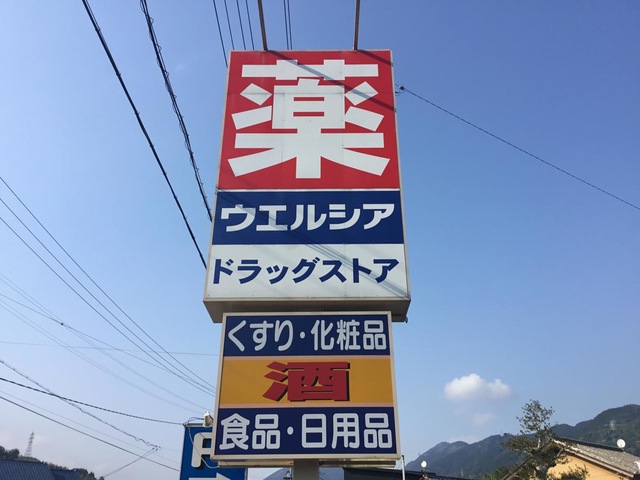 薬
ウエルシア
ドラッグストア
くすり・化粧品
酒
食品・日用品
P